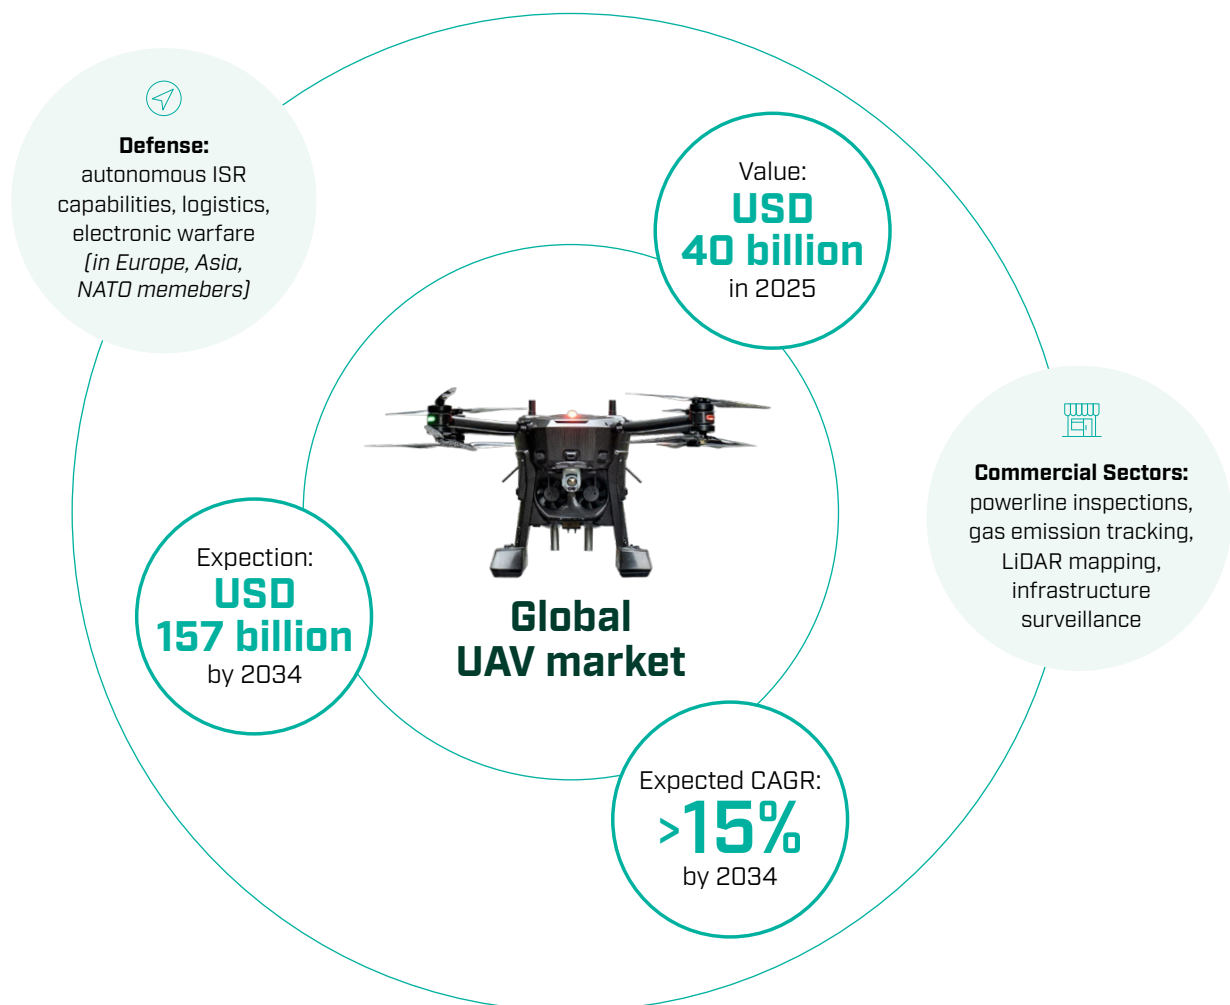 Defense:
autonomous ISR
capabilities, logistics,
electronic warfare
(in Europe, Asia,
NATO memebers)
Value:
USD
40 billion
in 2025
Commercial Sectors:
powerline inspections,
gas emission tracking,
LiDAR mapping,
infrastructure
surveillance
Expection:
USD
157 billion
by 2034
Global
UAV market
Expected CAGR:
>15%
by 2034